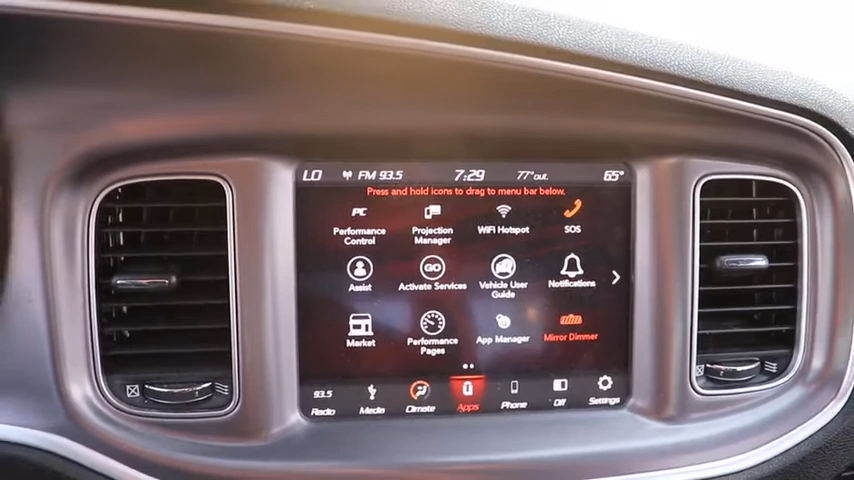 LO FM 93.5 7:29 77°out. 65°
Press and hold icons to drag to menu bar below.
PC
Performance Control
Projection Manager
WiFi Hotspot
SOS
Assist
GO
Activate Services
Vehicle User Guide
Notifications
Market
Performance Pages
App Manager
Mirror Dimmer
93.5
Radio Media Climate Apps Phone Off Settings